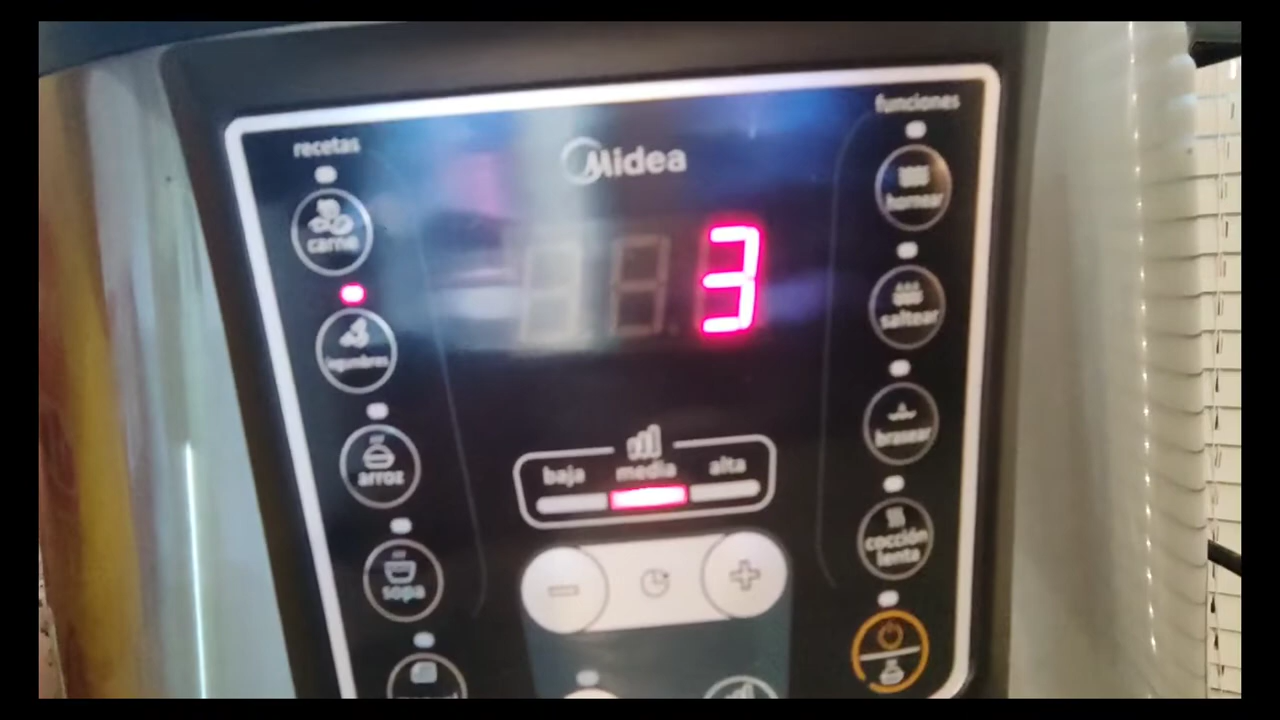 recetas
funciones
Midea
carne
hornear
3
legumbres
saltear
baja media alta
arroz
brasear
sopa
cocción
lenta